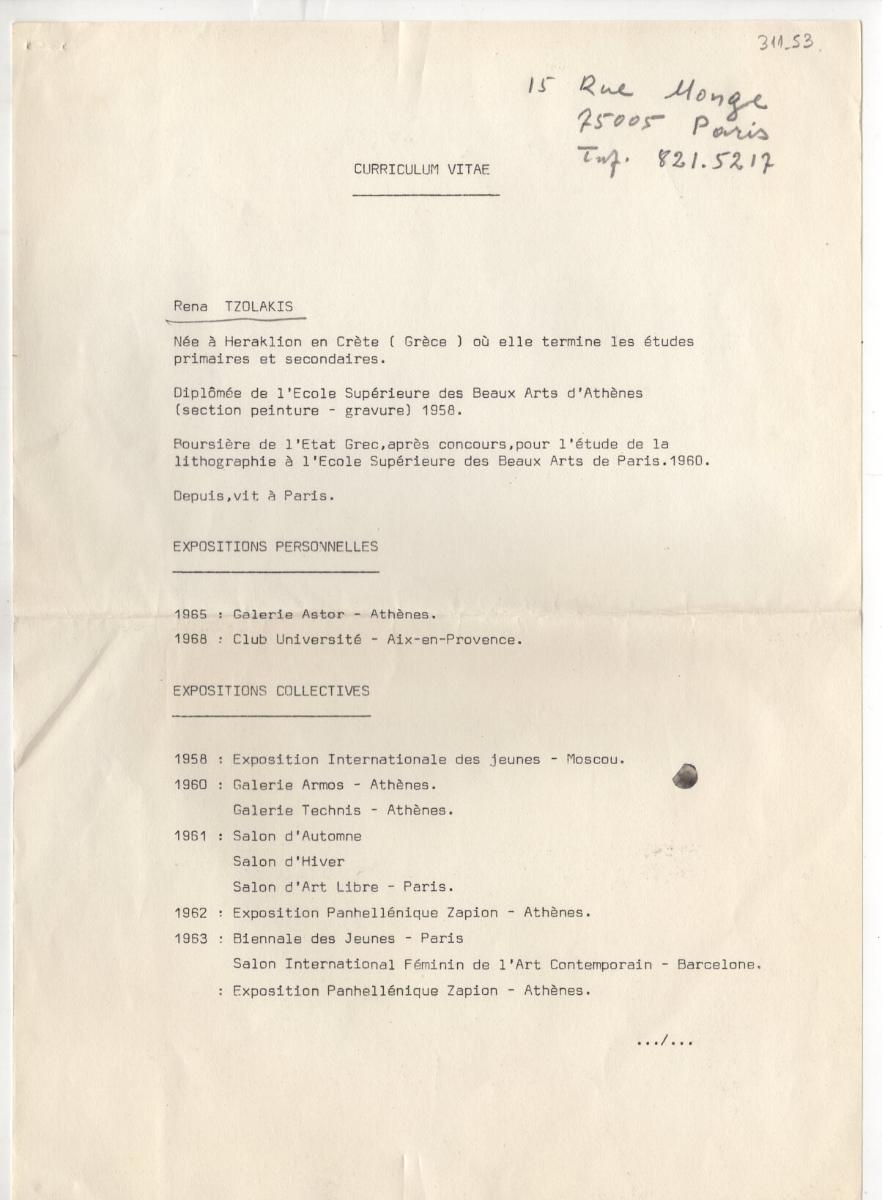 311_53
15 Rue Monge
75005 Paris
Τηλ. 821.5217
CURRICULUM VITAE
Rena TZOLAKIS
Née à Heraklion en Crète ( Grèce ) où elle termine les études
primaires et secondaires.
Diplômée de l'Ecole Supérieure des Beaux Arts d'Athènes
(section peinture - gravure) 1958.
Boursière de l'Etat Grec,après concours,pour l'étude de la
lithographie à l'Ecole Supérieure des Beaux Arts de Paris.1960.
Depuis,vit à Paris.
EXPOSITIONS PERSONNELLES
1965 : Galerie Astor - Athènes.
1968 : Club Université - Aix-en-Provence.
EXPOSITIONS COLLECTIVES
1958 : Exposition Internationale des jeunes - Moscou.
1960 : Galerie Armos - Athènes.
Galerie Technis - Athènes.
1961 : Salon d'Automne
Salon d'Hiver
Salon d'Art Libre - Paris.
1962 : Exposition Panhellénique Zapion - Athènes.
1963 : Biennale des Jeunes - Paris
Salon International Féminin de l'Art Contemporain - Barcelone.
: Exposition Panhellénique Zapion - Athènes.
.../...